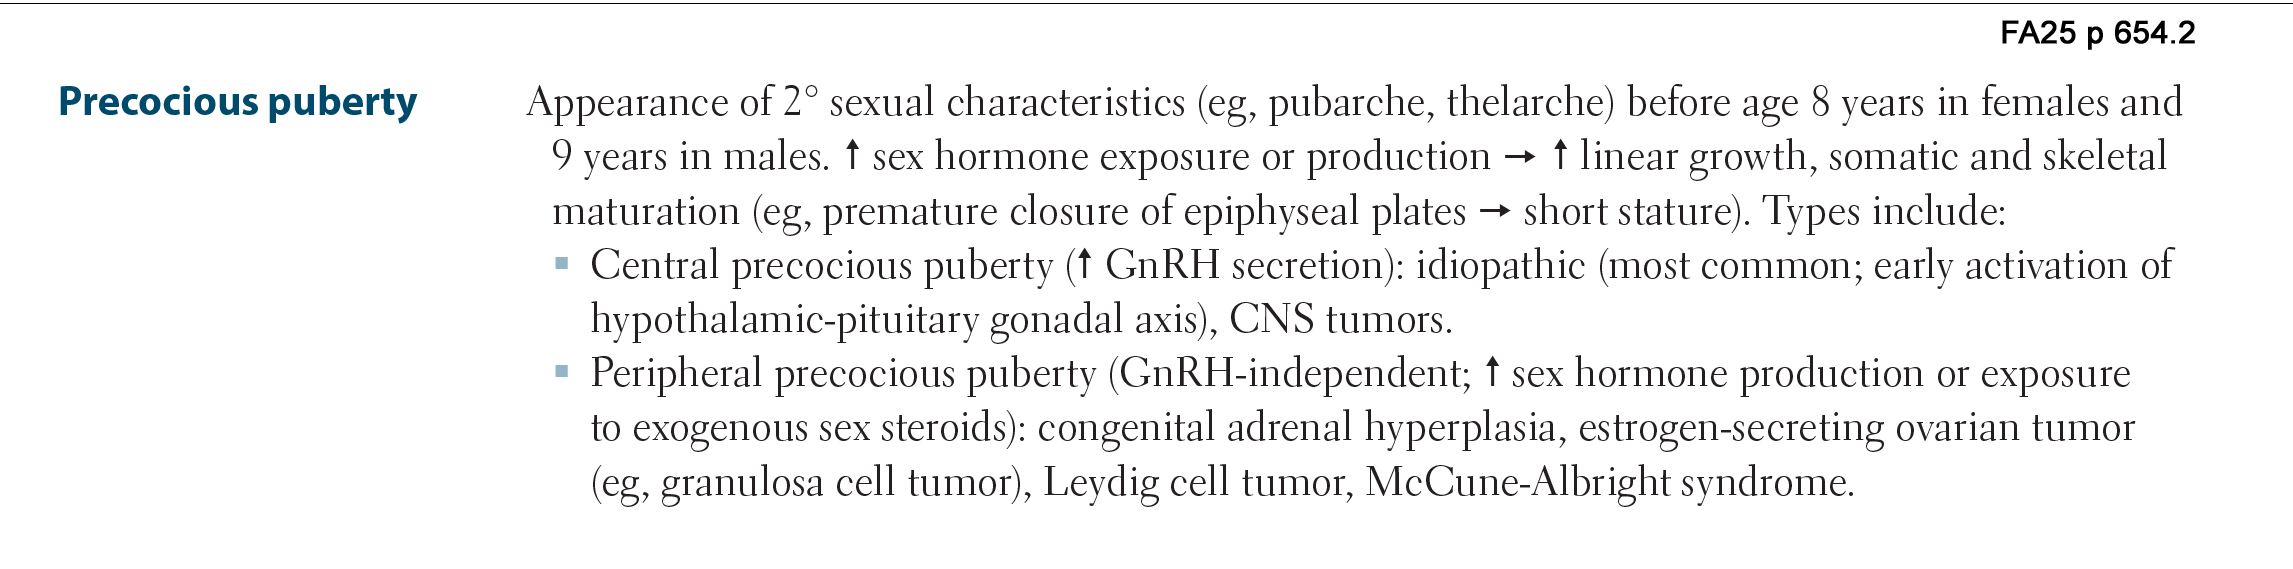 FA25 p 654.2
Precocious puberty
Appearance of 2° sexual characteristics (eg, pubarche, thelarche) before age 8 years in females and
9 years in males. ↑ sex hormone exposure or production → ↑ linear growth, somatic and skeletal
maturation (eg, premature closure of epiphyseal plates → short stature). Types include:
▪ Central precocious puberty (↑ GnRH secretion): idiopathic (most common; early activation of
hypothalamic-pituitary gonadal axis), CNS tumors.
▪ Peripheral precocious puberty (GnRH-independent; ↑ sex hormone production or exposure
to exogenous sex steroids): congenital adrenal hyperplasia, estrogen-secreting ovarian tumor
(eg, granulosa cell tumor), Leydig cell tumor, McCune-Albright syndrome.